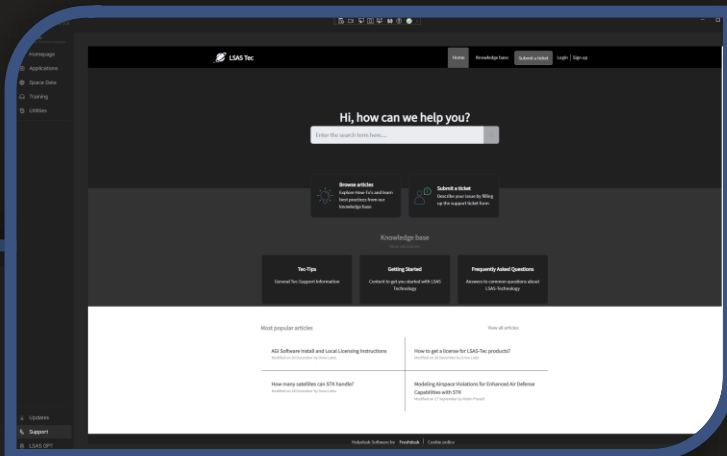 LSAS Tec
Home
Knowledge base
Submit a ticket
Login | Sign up
Homepage
Applications
Space Data
Training
Utilities
Hi, how can we help you?
Enter the search term here...
Browse articles
Explore How-To's and learn
best practices from our
knowledge base
Submit a ticket
Describe your issue by filling
up the support ticket form
Knowledge base
Tec-Tips
General Tec Support Information
Getting Started
Content to get you started with LSAS
Technology
Frequently Asked Questions
Answers to common questions about
LSAS-Technology
Most popular articles
View all articles
AGI Software Install and Local Licensing Instructions
How to get a license for LSAS-Tec products?
How many satellites can STK handle?
Modeling Airspace Violations for Enhanced Air Defense
Capabilities with STK
Updates
Support
LSAS GPT
Helpdesk Software by Freshdesk | Cookie policy